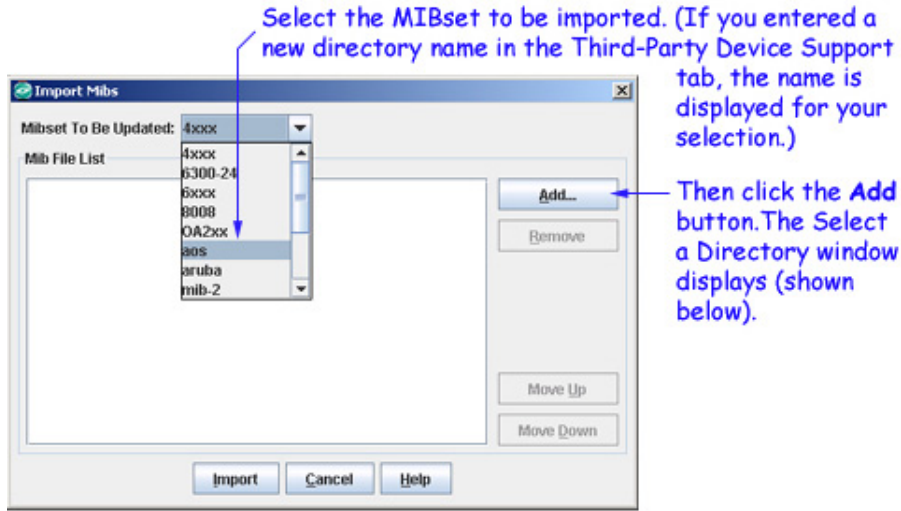 Select the MIBset to be imported. (If you entered a
new directory name in the Third-Party Device Support
tab, the name is
displayed for your
selection.)
Import Mibs
Mibset To Be Updated: 4xxx
4xxx
6300-24
6xxx
8008
OA2xx
aos
aruba
mib-2
Mib File List
Add...
Remove
Then click the Add
button.The Select
a Directory window
displays (shown
below).
Move Up
Move Down
Import Cancel Help